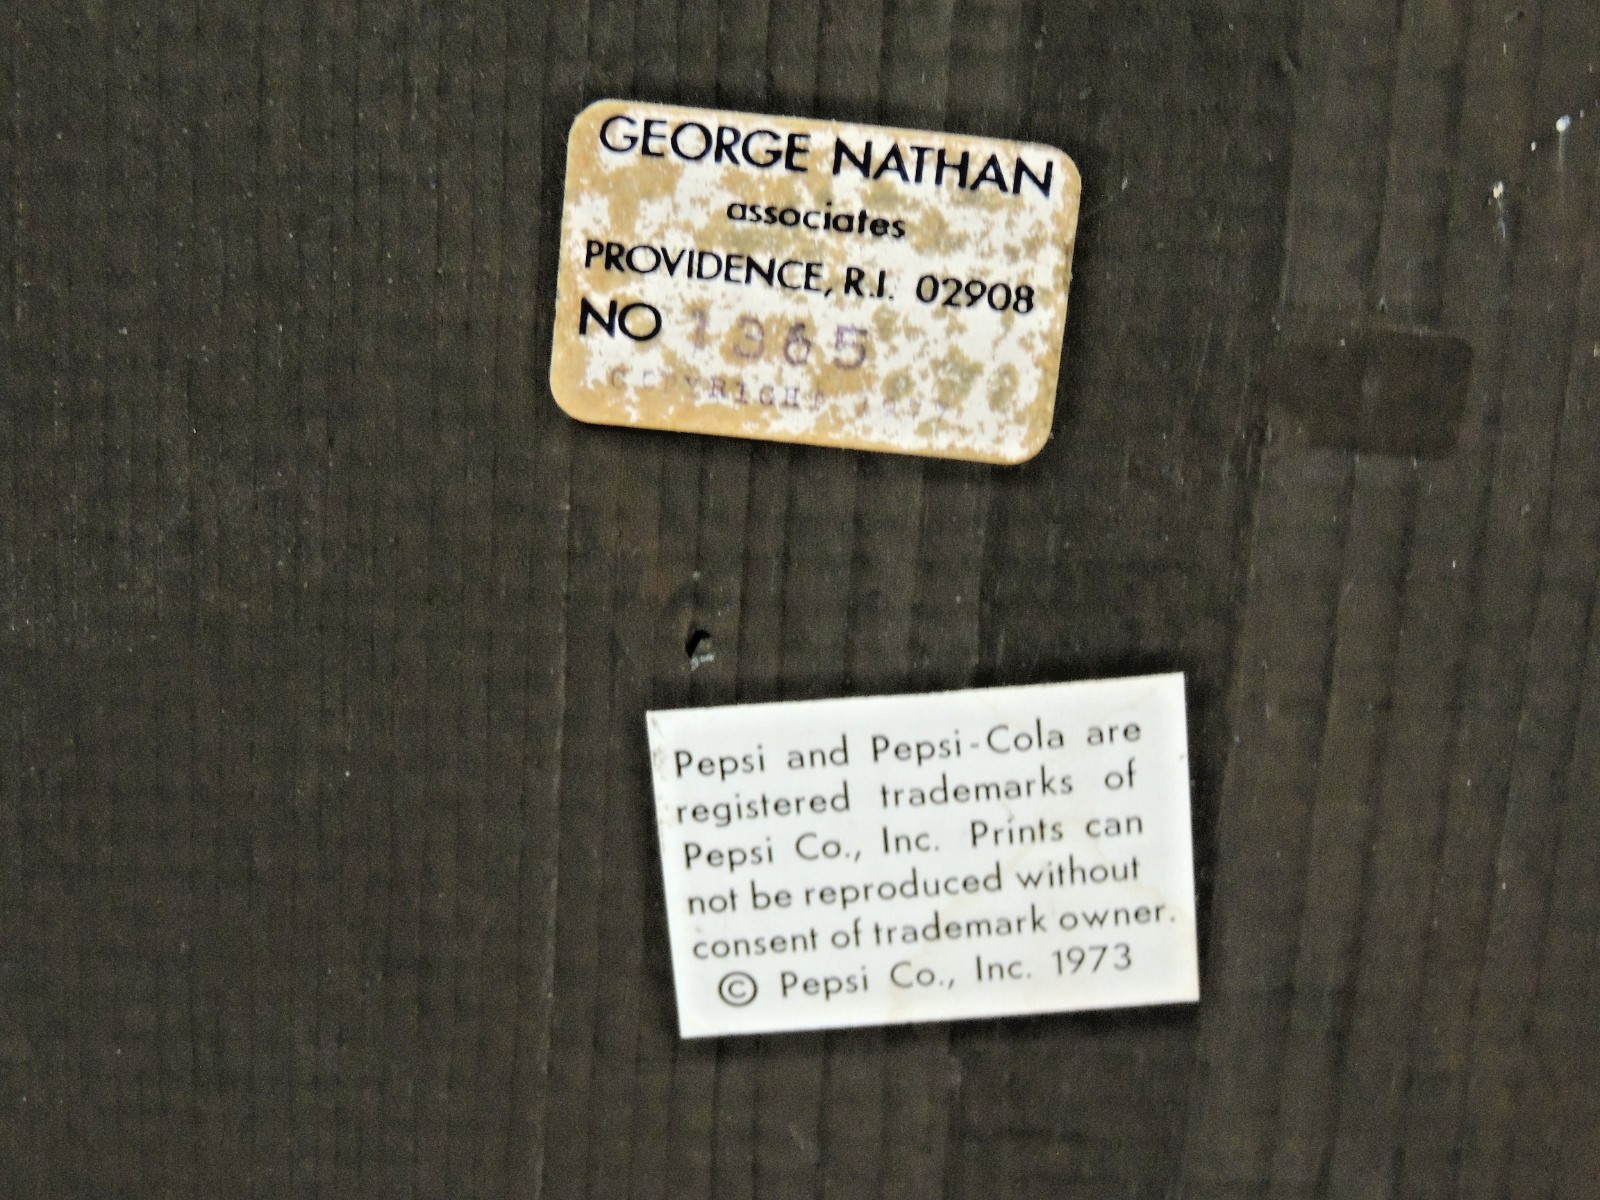 GEORGE NATHAN
associates
PROVIDENCE, R.I. 02908
NO 1365
COPYRIGHT
Pepsi and Pepsi-Cola are
registered trademarks of
Pepsi Co., Inc. Prints can
not be reproduced without
consent of trademark owner.
© Pepsi Co., Inc. 1973